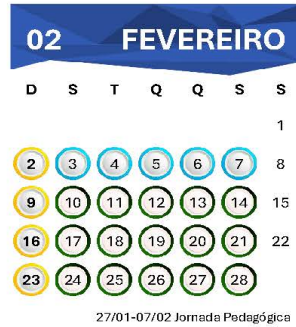 02 FEVEREIRO
D S T Q Q S S
1
2 3 4 5 6 7 8
9 10 11 12 13 14 15
16 17 18 19 20 21 22
23 24 25 26 27 28
27/01-07/02 Jornada Pedagógica